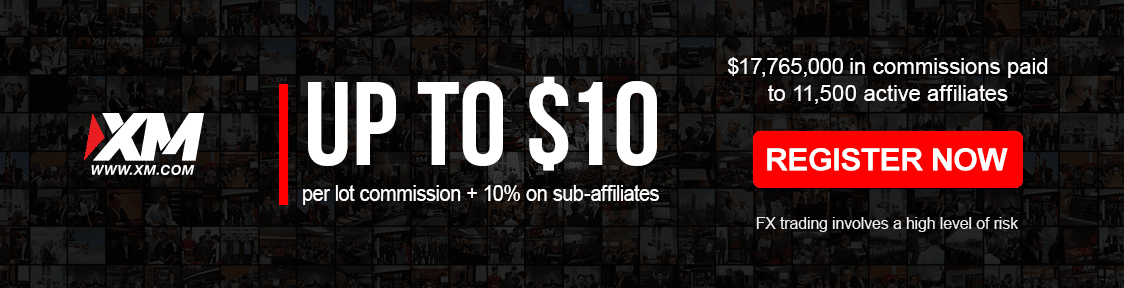 XM
WWW.XM.COM
UP TO $10
per lot commission + 10% on sub-affiliates
$17,765,000 in commissions paid
to 11,500 active affiliates
REGISTER NOW
FX trading involves a high level of risk